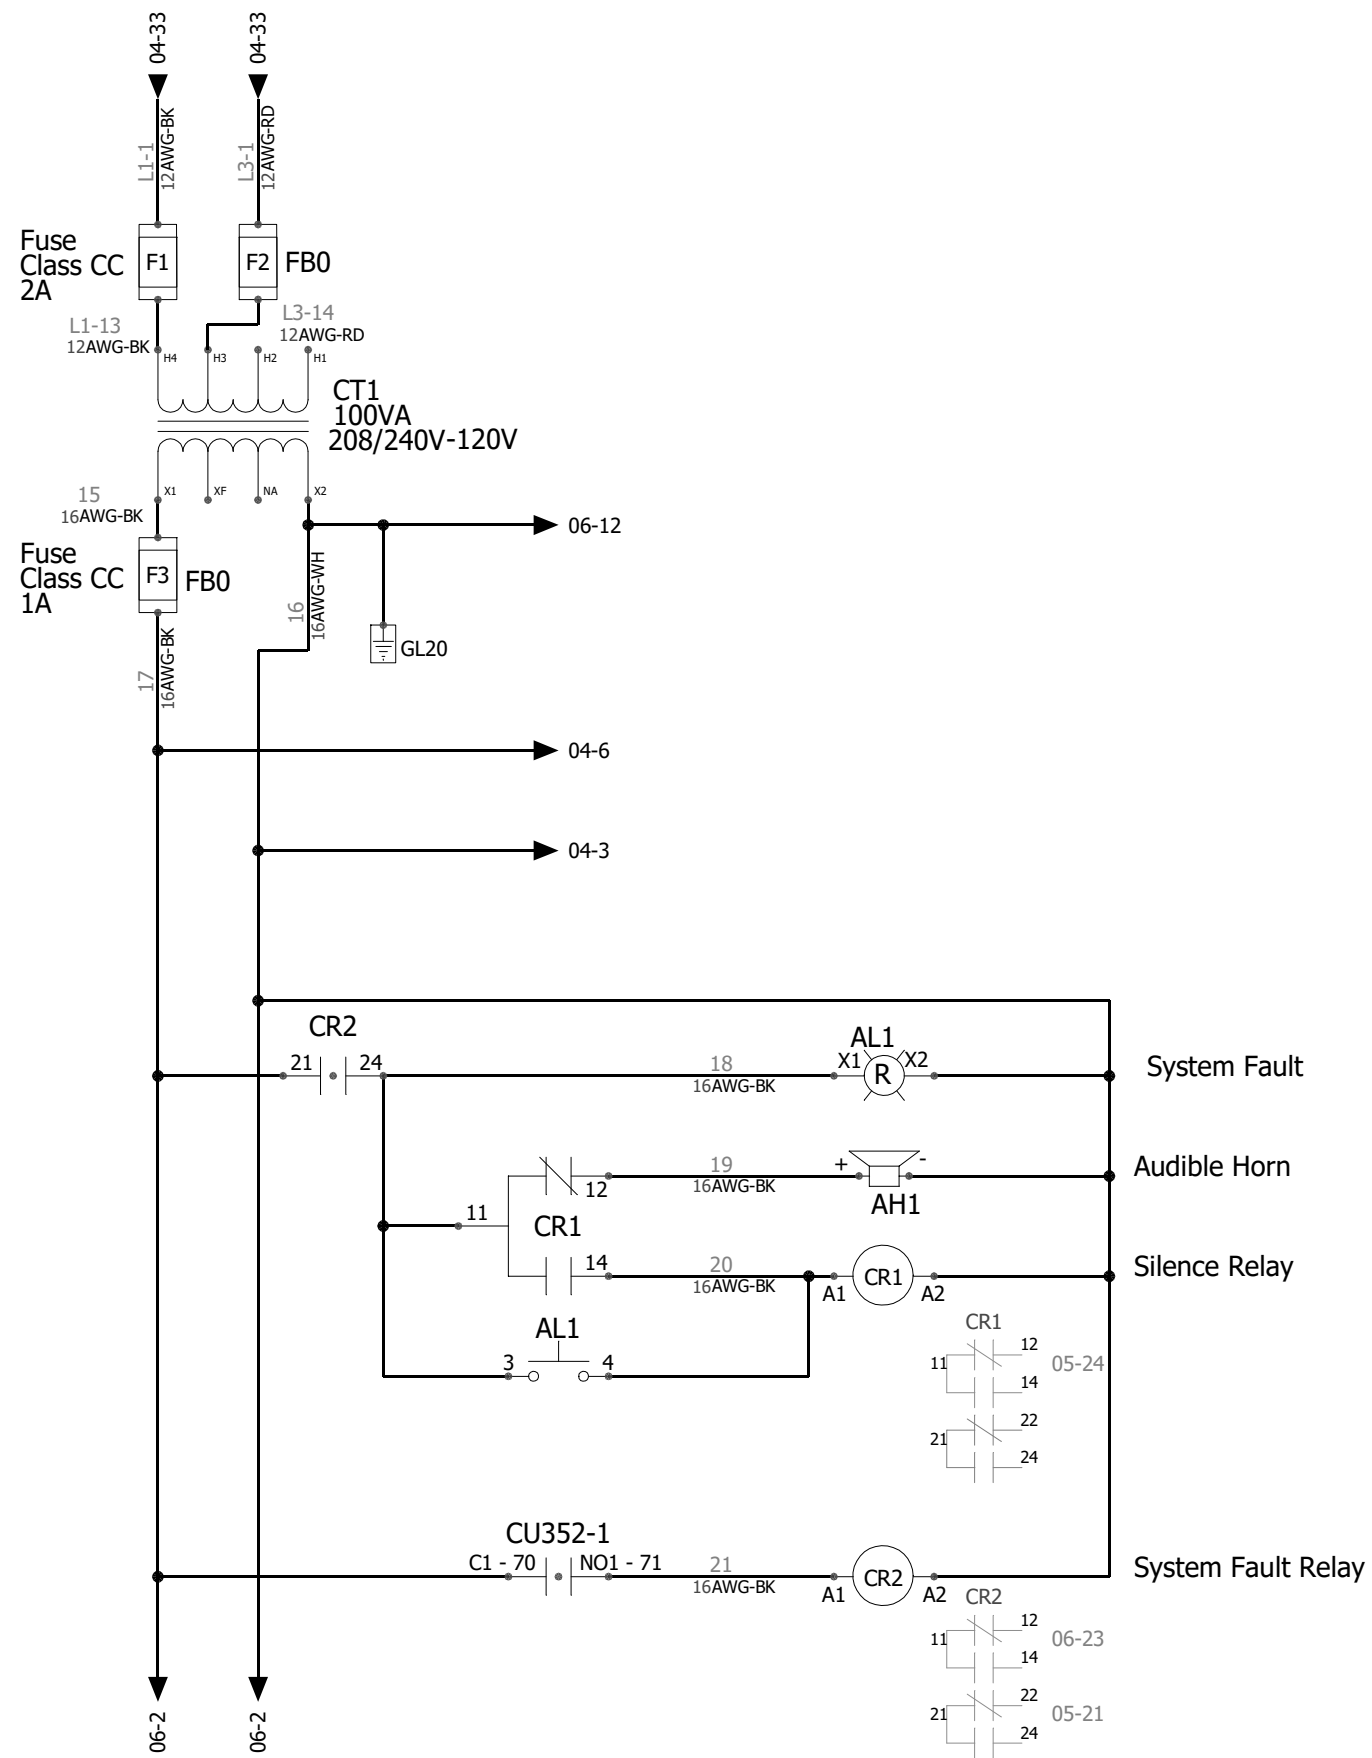 04-33
04-33
L1-1
12AWG-BK
L3-1
12AWG-RD
Fuse
Class CC
2A
F1
F2
FB0
L1-13
12AWG-BK
L3-14
12AWG-RD
H4
H3
H2
H1
CT1
100VA
208/240V-120V
X1
XF
NA
X2
15
16AWG-BK
06-12
Fuse
Class CC
1A
F3
FB0
16
16AWG-WH
GL20
17
16AWG-BK
04-6
04-3
CR2
21
24
18
16AWG-BK
AL1
X1
R
X2
System Fault
11
12
19
16AWG-BK
+
-
AH1
Audible Horn
CR1
14
20
16AWG-BK
A1
CR1
A2
Silence Relay
AL1
3
4
CR1
11
12
14
05-24
21
22
24
CU352-1
C1 - 70
NO1 - 71
21
16AWG-BK
A1
CR2
A2
System Fault Relay
CR2
11
12
14
06-23
21
22
24
05-21
06-2
06-2